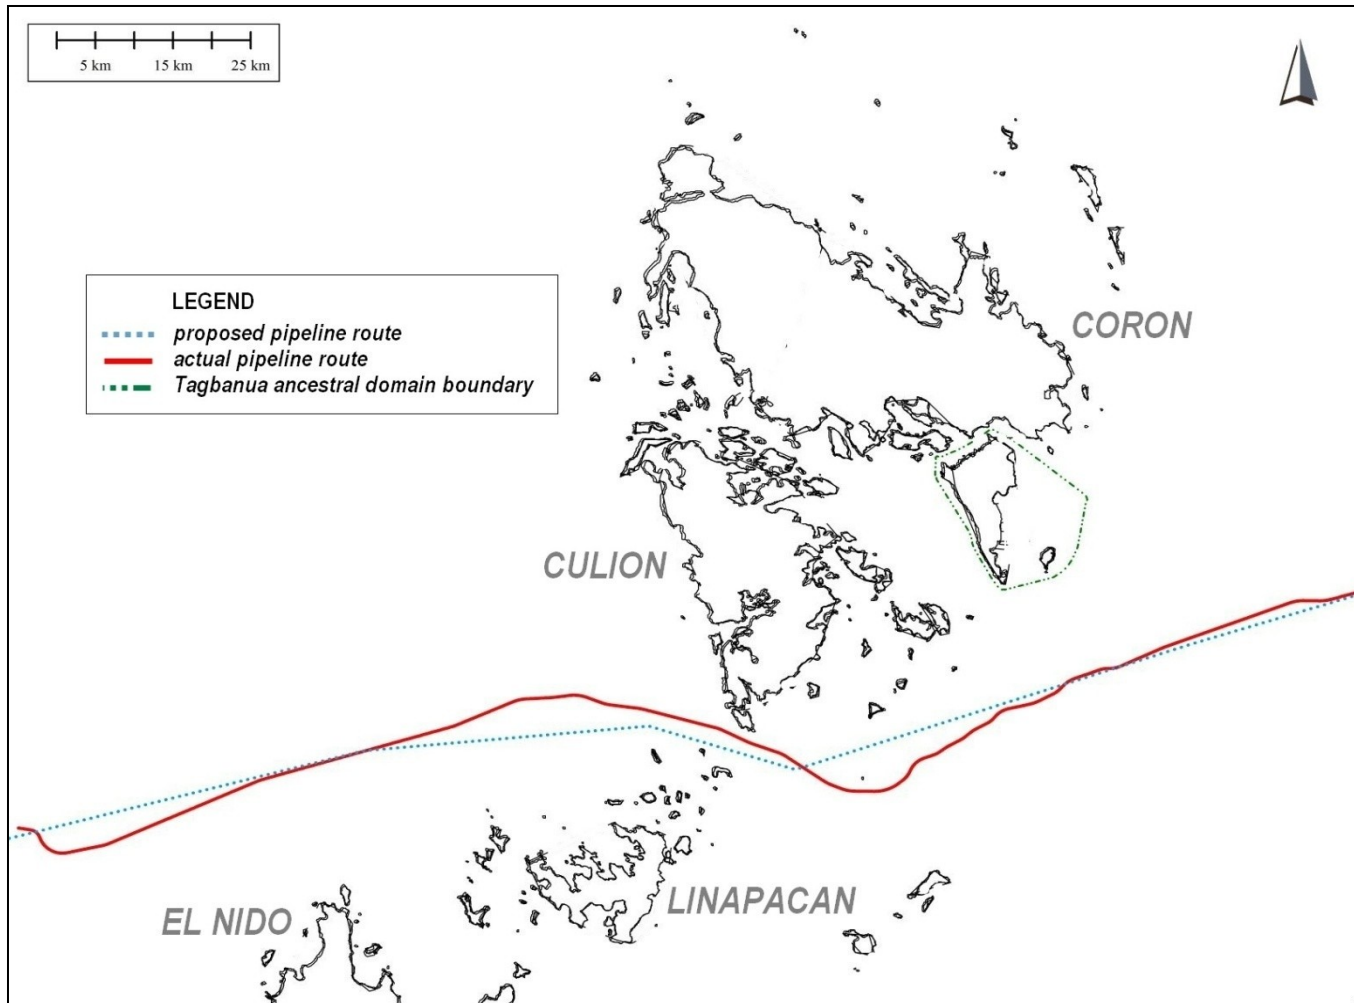 5 km 15 km 25 km
LEGEND
proposed pipeline route
actual pipeline route
Tagbanua ancestral domain boundary
CORON
CULION
LINAPACAN
EL NIDO